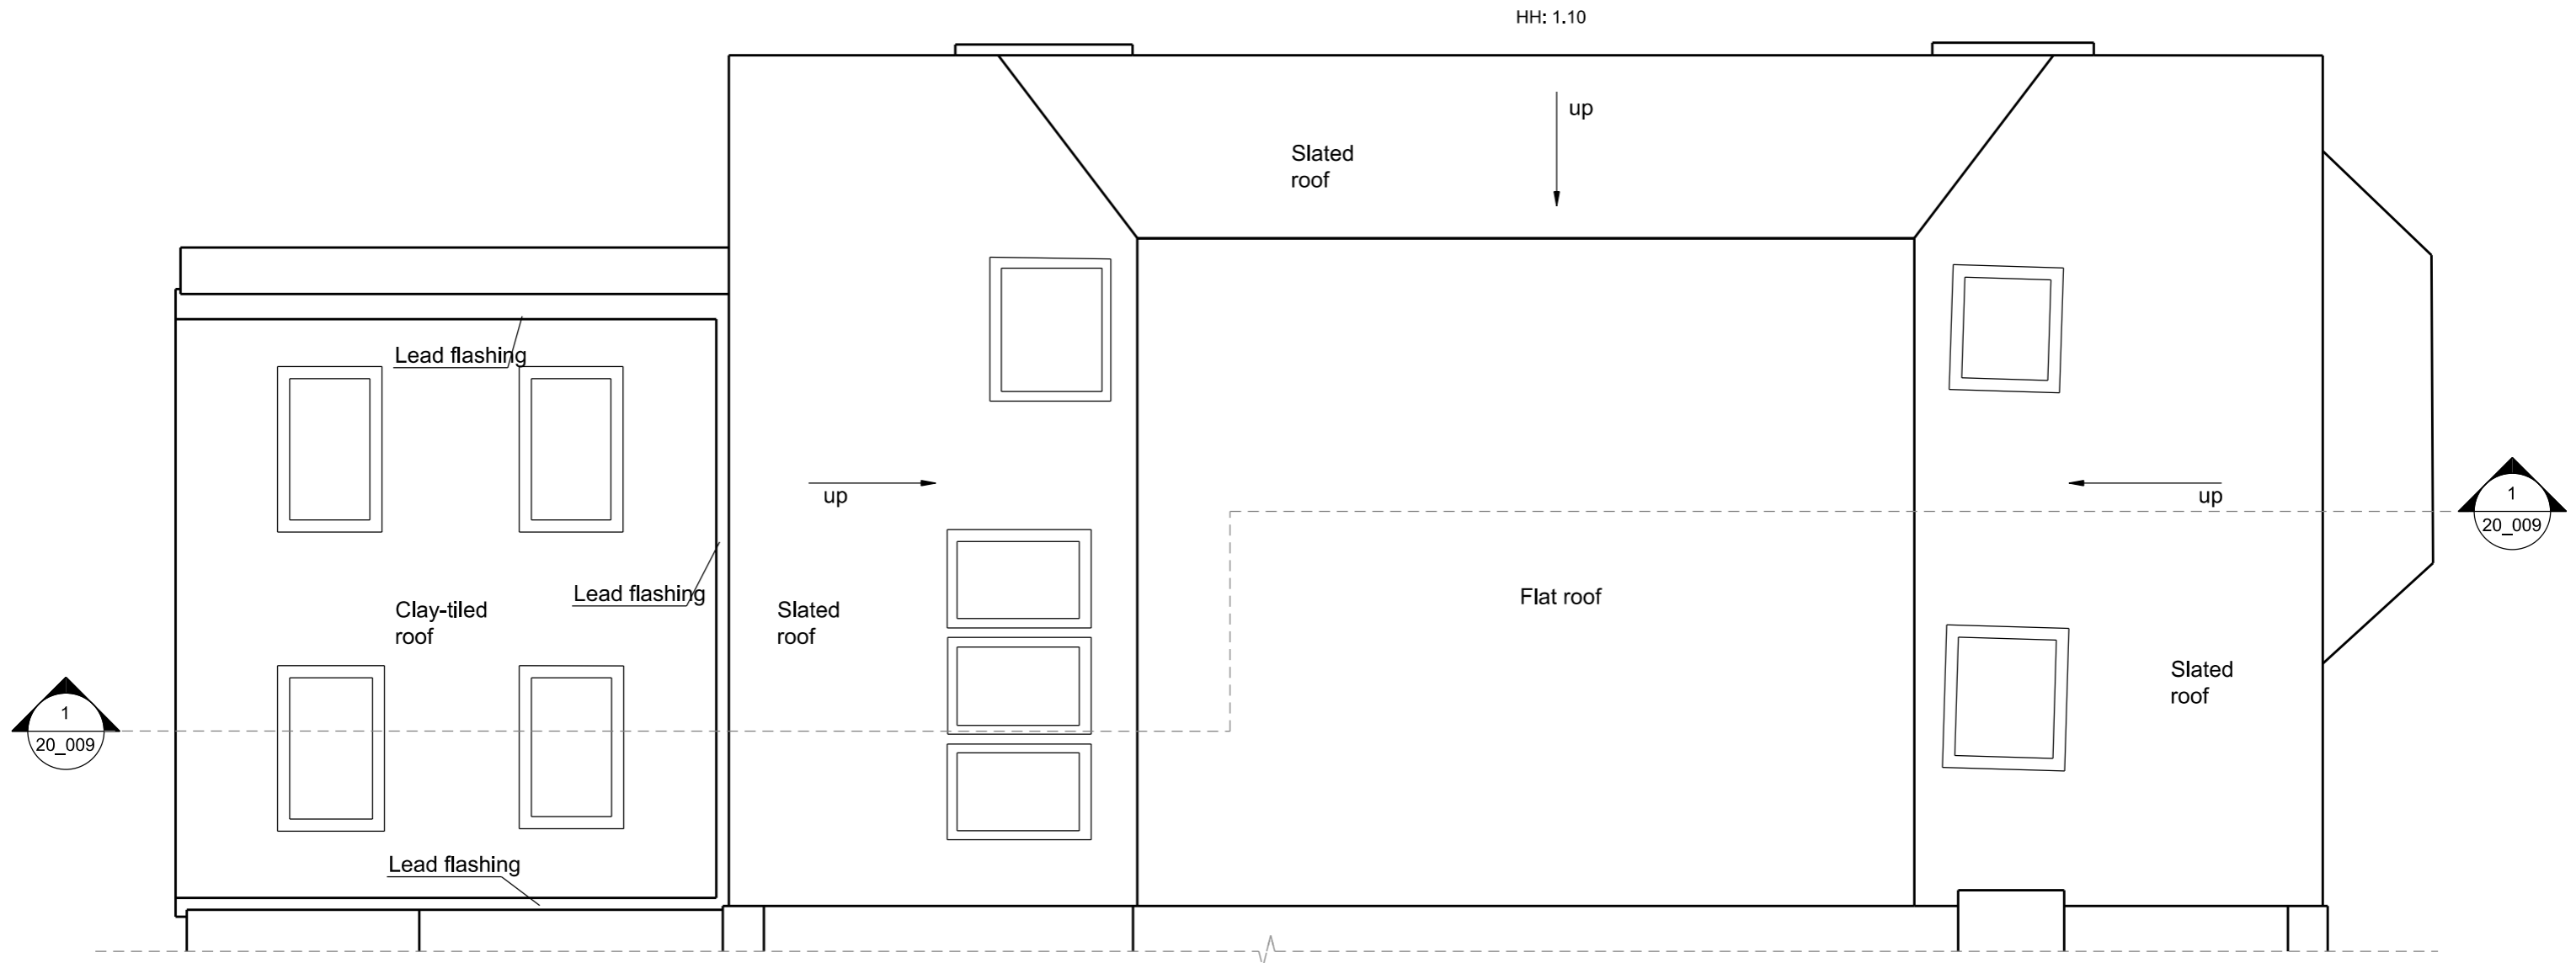 HH: 1.10
up
Slated
roof
Lead flashing
up
up
1
20_009
Lead flashing
Flat roof
Clay-tiled
roof
Slated
roof
Slated
roof
1
20_009
Lead flashing